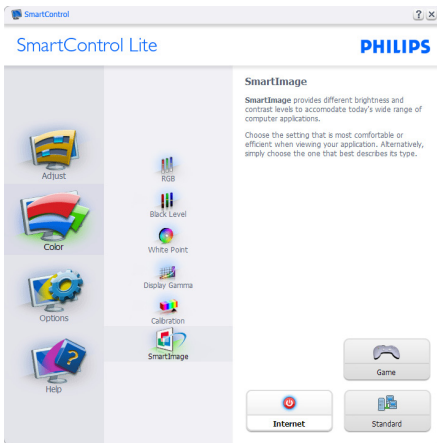 SmartControl
SmartControl Lite
PHILIPS
Adjust
Color
Options
Help
RGB
Black Level
White Point
Display Gamma
Calibration
SmartImage
SmartImage
SmartImage provides different brightness and
contrast levels to accomodate today's wide range of
computer applications.
Choose the setting that is most comfortable or
efficient when viewing your application. Alternatively,
simply choose the one that best describes its type.
Game
Internet
Standard